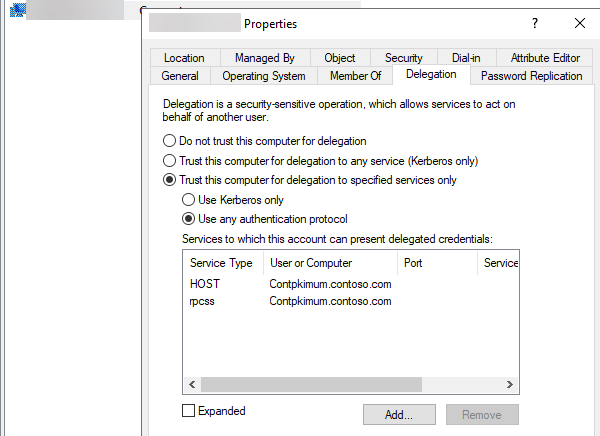 Properties
?
Location Managed By Object Security Dial-in Attribute Editor
General Operating System Member Of Delegation Password Replication
Delegation is a security-sensitive operation, which allows services to act on
behalf of another user.
Do not trust this computer for delegation
Trust this computer for delegation to any service (Kerberos only)
Trust this computer for delegation to specified services only
Use Kerberos only
Use any authentication protocol
Services to which this account can present delegated credentials:
Service Type User or Computer Port Service
HOST Contpkimum.contoso.com
rpcss Contpkimum.contoso.com
Expanded Add... Remove